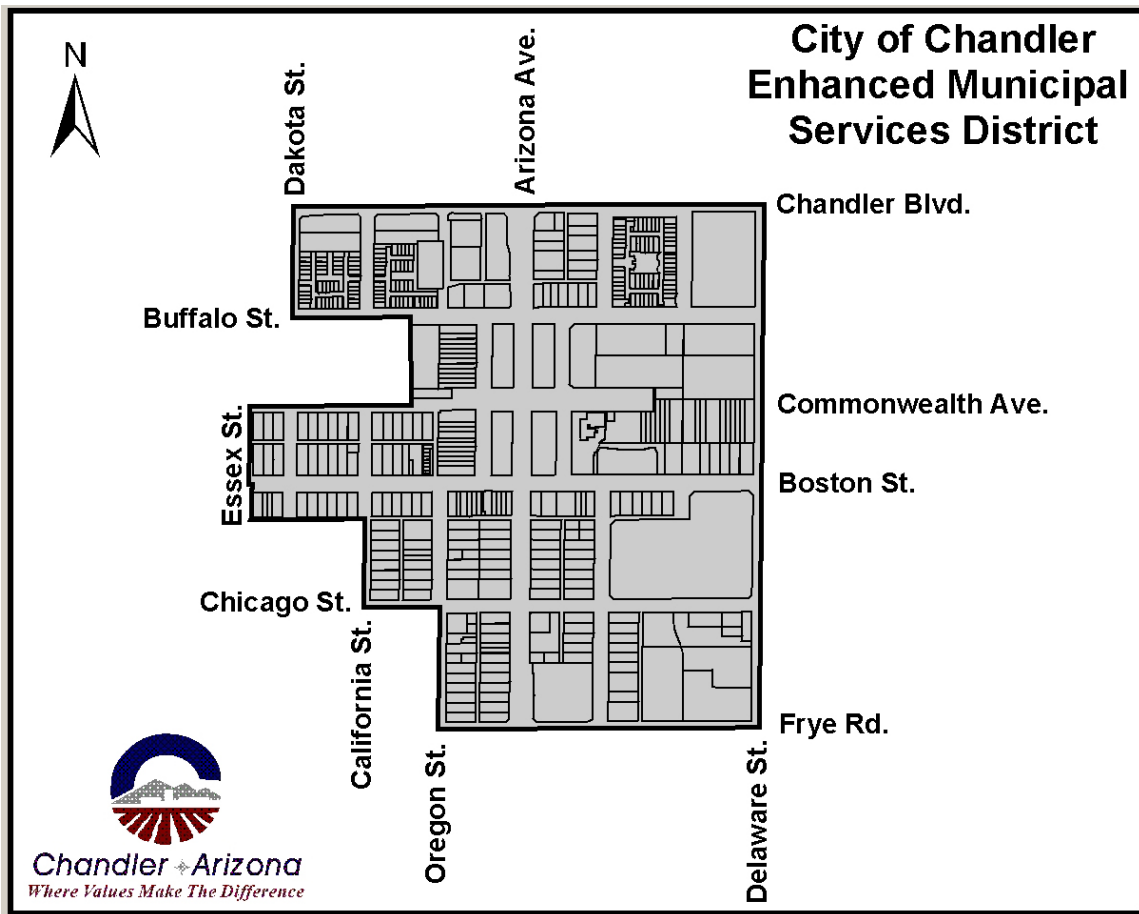 City of Chandler
Enhanced Municipal
Services District
N
Dakota St.
Arizona Ave.
Chandler Blvd.
Buffalo St.
Commonwealth Ave.
Essex St.
Boston St.
Chicago St.
California St.
Oregon St.
Frye Rd.
Delaware St.
Chandler Arizona
Where Values Make The Difference